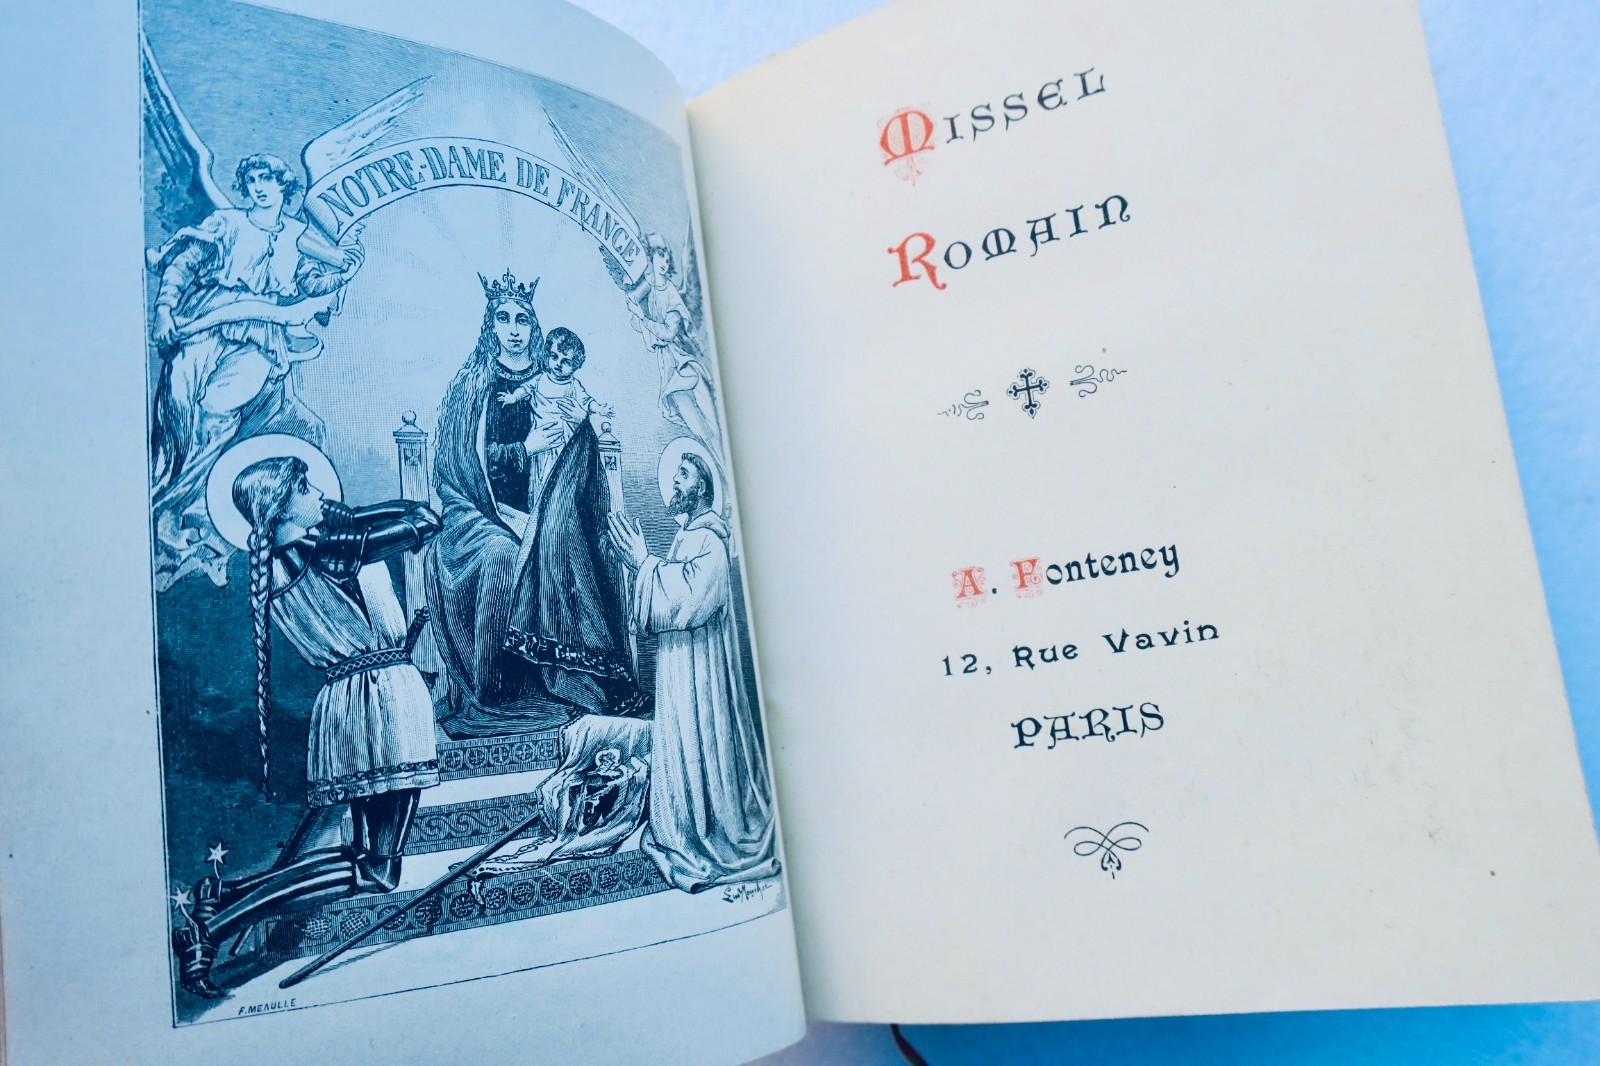 NOTRE-DAME DE FRANCE
F. MEAULLE
MISSEL
ROMAIN
A. Fonteney
12, Rue Vavin
PARIS